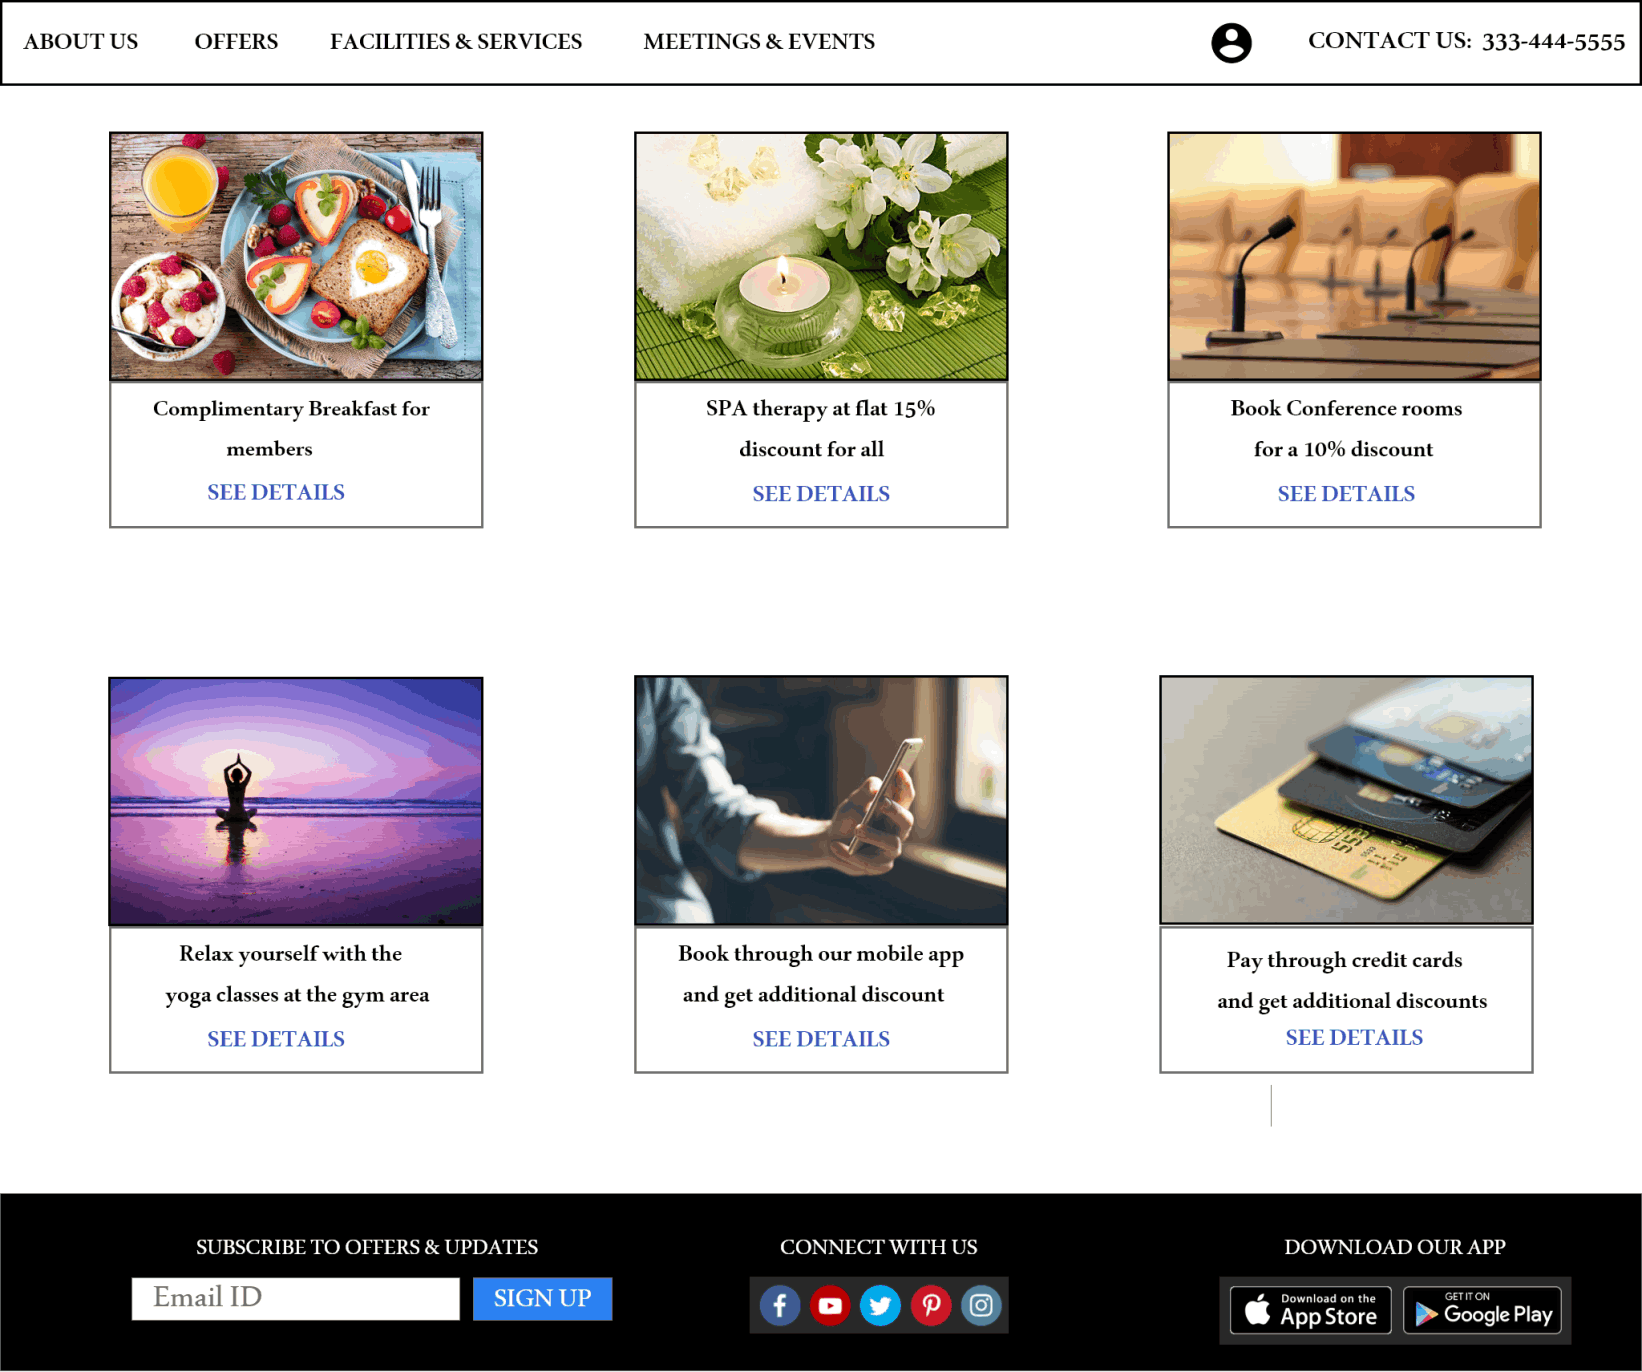 ABOUT US OFFERS FACILITIES & SERVICES MEETINGS & EVENTS CONTACT US: 333-444-5555
Complimentary Breakfast for
members
SEE DETAILS
SPA therapy at flat 15%
discount for all
SEE DETAILS
Book Conference rooms
for a 10% discount
SEE DETAILS
Relax yourself with the
yoga classes at the gym area
SEE DETAILS
Book through our mobile app
and get additional discount
SEE DETAILS
Pay through credit cards
and get additional discounts
SEE DETAILS
SUBSCRIBE TO OFFERS & UPDATES
Email ID
SIGN UP
CONNECT WITH US
DOWNLOAD OUR APP
Download on the
App Store
GET IT ON
Google Play